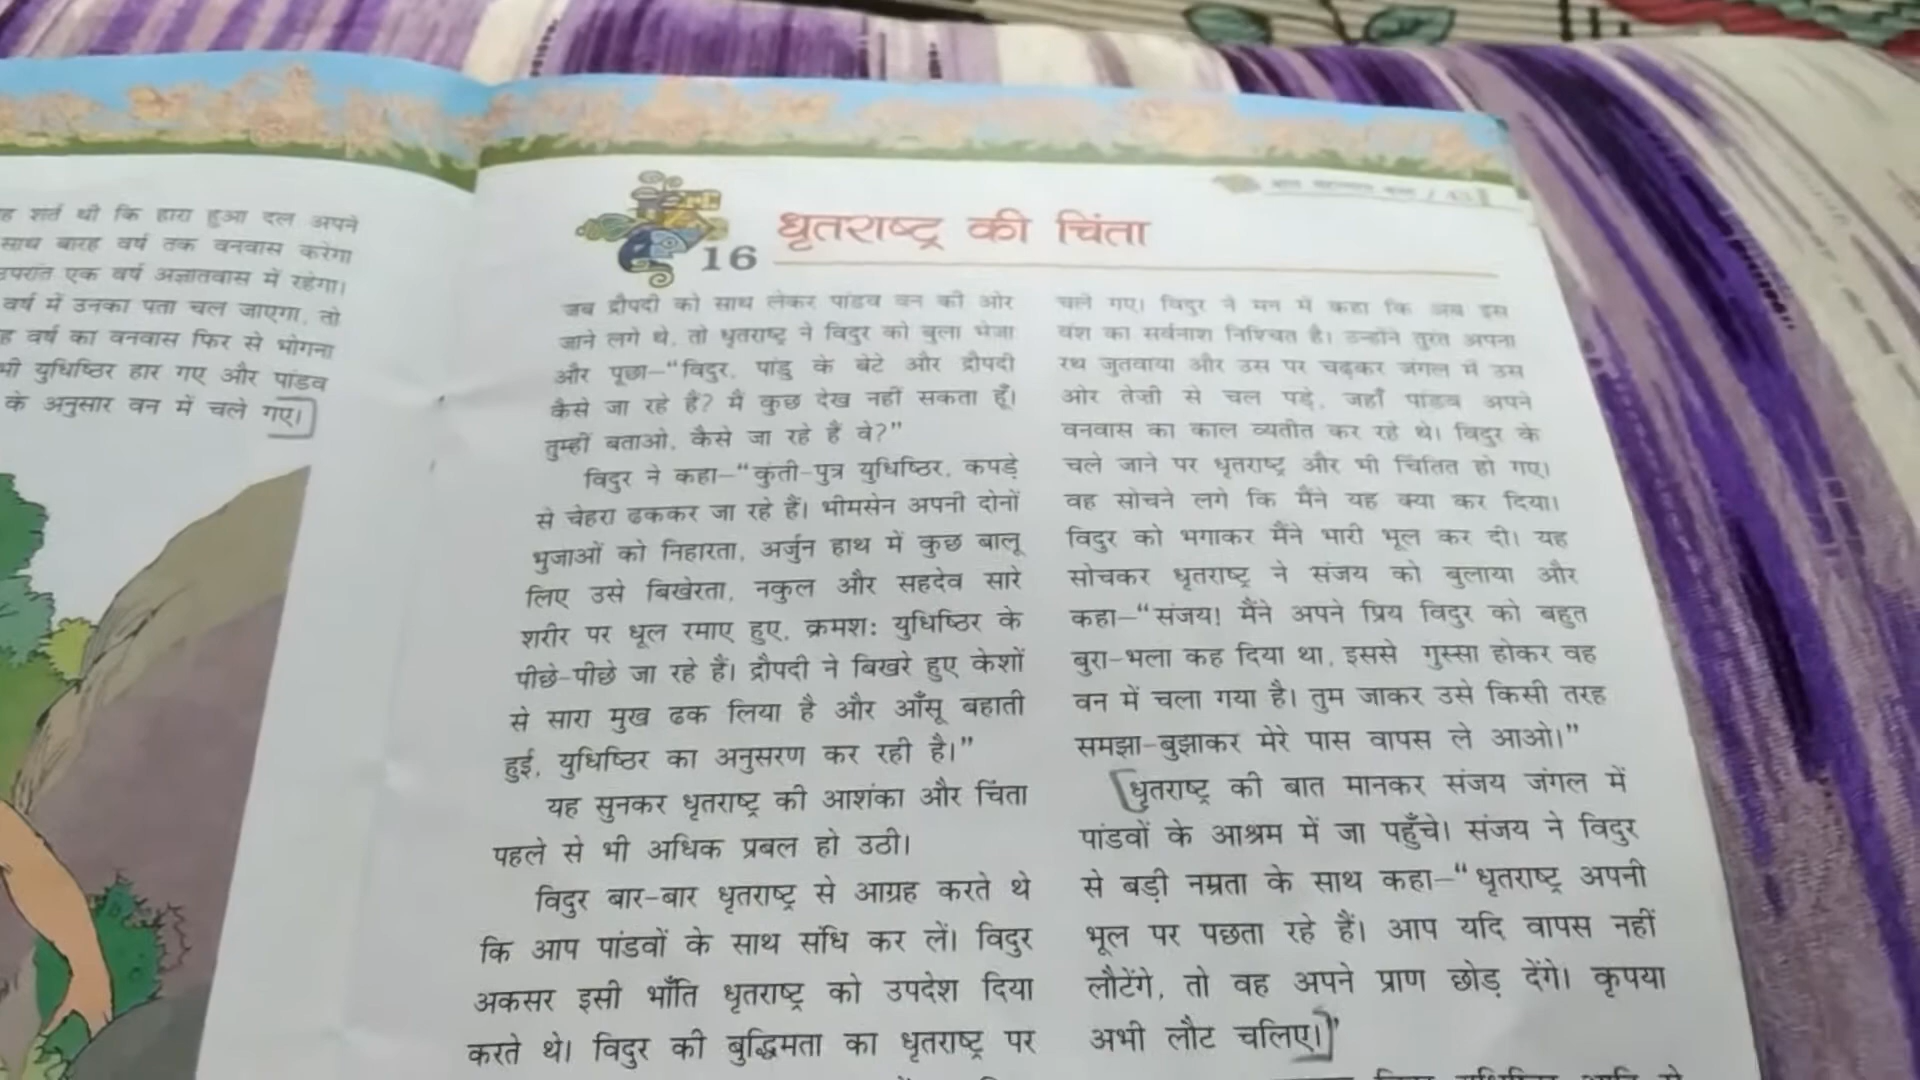 ह शर्त थी कि हारा हुआ दल अपने
साथ बारह वर्ष तक वनवास करेगा
उपरांत एक वर्ष अज्ञातवास में रहेगा।
वर्ष में उनका पता चल जाएगा, तो
ह वर्ष का वनवास फिर से भोगना
भी युधिष्ठिर हार गए और पांडव
के अनुसार वन में चले गए।
16
धृतराष्ट्र की चिंता
जब द्रौपदी को साथ लेकर पांडव वन की ओर
जाने लगे थे, तो धृतराष्ट्र ने विदुर को बुला भेजा
और पूछा—“विदुर, पांडु के बेटे और द्रौपदी
कैसे जा रहे हैं? मैं कुछ देख नहीं सकता हूँ।
तुम्हीं बताओ, कैसे जा रहे हैं वे?”
विदुर ने कहा—“कुंती-पुत्र युधिष्ठिर, कपड़े
से चेहरा ढककर जा रहे हैं। भीमसेन अपनी दोनों
भुजाओं को निहारता, अर्जुन हाथ में कुछ बालू
लिए उसे बिखेरता, नकुल और सहदेव सारे
शरीर पर धूल रमाए हुए, क्रमशः युधिष्ठिर के
पीछे-पीछे जा रहे हैं। द्रौपदी ने बिखरे हुए केशों
से सारा मुख ढक लिया है और आँसू बहाती
हुई, युधिष्ठिर का अनुसरण कर रही है।”
यह सुनकर धृतराष्ट्र की आशंका और चिंता
पहले से भी अधिक प्रबल हो उठी।
विदुर बार-बार धृतराष्ट्र से आग्रह करते थे
कि आप पांडवों के साथ संधि कर लें। विदुर
अकसर इसी भाँति धृतराष्ट्र को उपदेश दिया
करते थे। विदुर की बुद्धिमता का धृतराष्ट्र पर
चले गए। विदुर ने मन में कहा कि अब इस
वंश का सर्वनाश निश्चित है। उन्होंने तुरंत अपना
रथ जुतवाया और उस पर चढ़कर जंगल में उस
ओर तेज़ी से चल पड़े, जहाँ पांडव अपने
वनवास का काल व्यतीत कर रहे थे। विदुर के
चले जाने पर धृतराष्ट्र और भी चिंतित हो गए।
वह सोचने लगे कि मैंने यह क्या कर दिया।
विदुर को भगाकर मैंने भारी भूल कर दी। यह
सोचकर धृतराष्ट्र ने संजय को बुलाया और
कहा—“संजय! मैंने अपने प्रिय विदुर को बहुत
बुरा-भला कह दिया था, इससे गुस्सा होकर वह
वन में चला गया है। तुम जाकर उसे किसी तरह
समझा-बुझाकर मेरे पास वापस ले आओ।”
धृतराष्ट्र की बात मानकर संजय जंगल में
पांडवों के आश्रम में जा पहुँचे। संजय ने विदुर
से बड़ी नम्रता के साथ कहा—“धृतराष्ट्र अपनी
भूल पर पछता रहे हैं। आप यदि वापस नहीं
लौटेंगे, तो वह अपने प्राण छोड़ देंगे। कृपया
अभी लौट चलिए।”